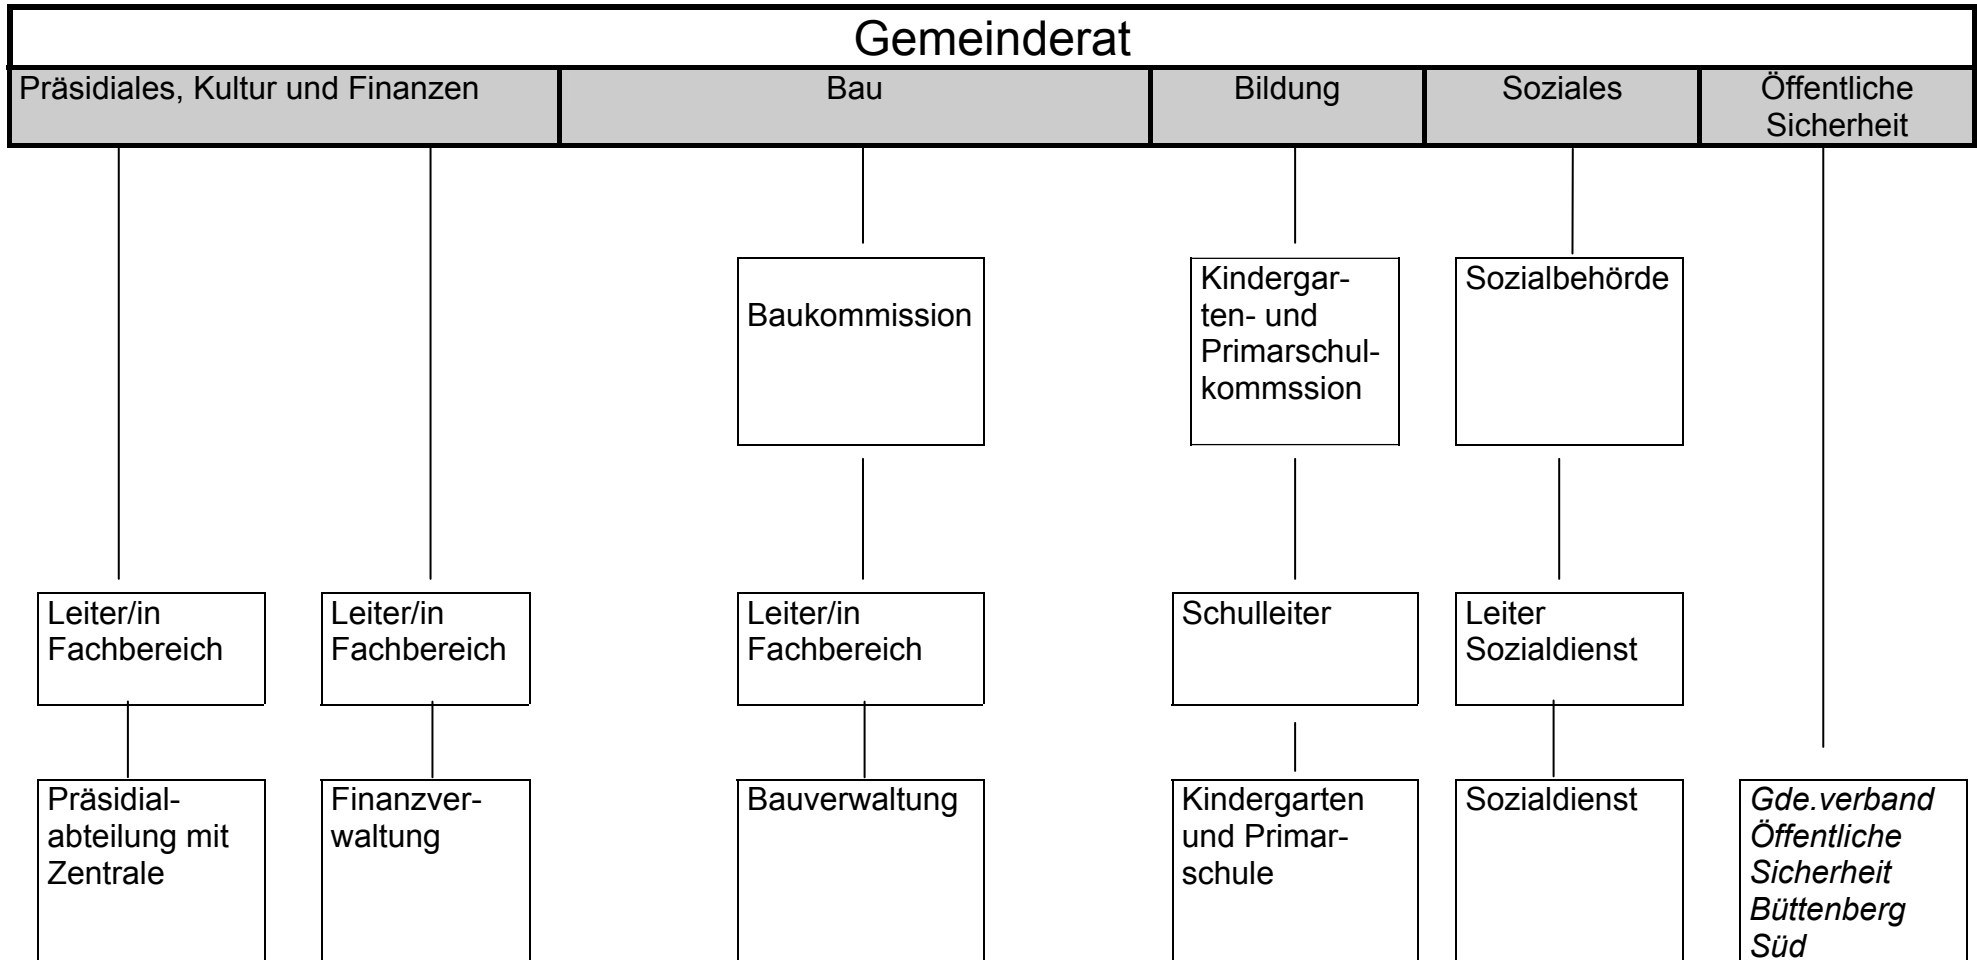 Gemeinderat
Präsidiales, Kultur und Finanzen
Bau
Bildung
Soziales
Öffentliche
Sicherheit
Baukommission
Kindergar-
ten- und
Primarschul-
kommssion
Sozialbehörde
Leiter/in
Fachbereich
Leiter/in
Fachbereich
Leiter/in
Fachbereich
Schulleiter
Leiter
Sozialdienst
Präsidial-
abteilung mit
Zentrale
Finanzver-
waltung
Bauverwaltung
Kindergarten
und Primar-
schule
Sozialdienst
Gde.verband
Öffentliche
Sicherheit
Büttenberg
Süd